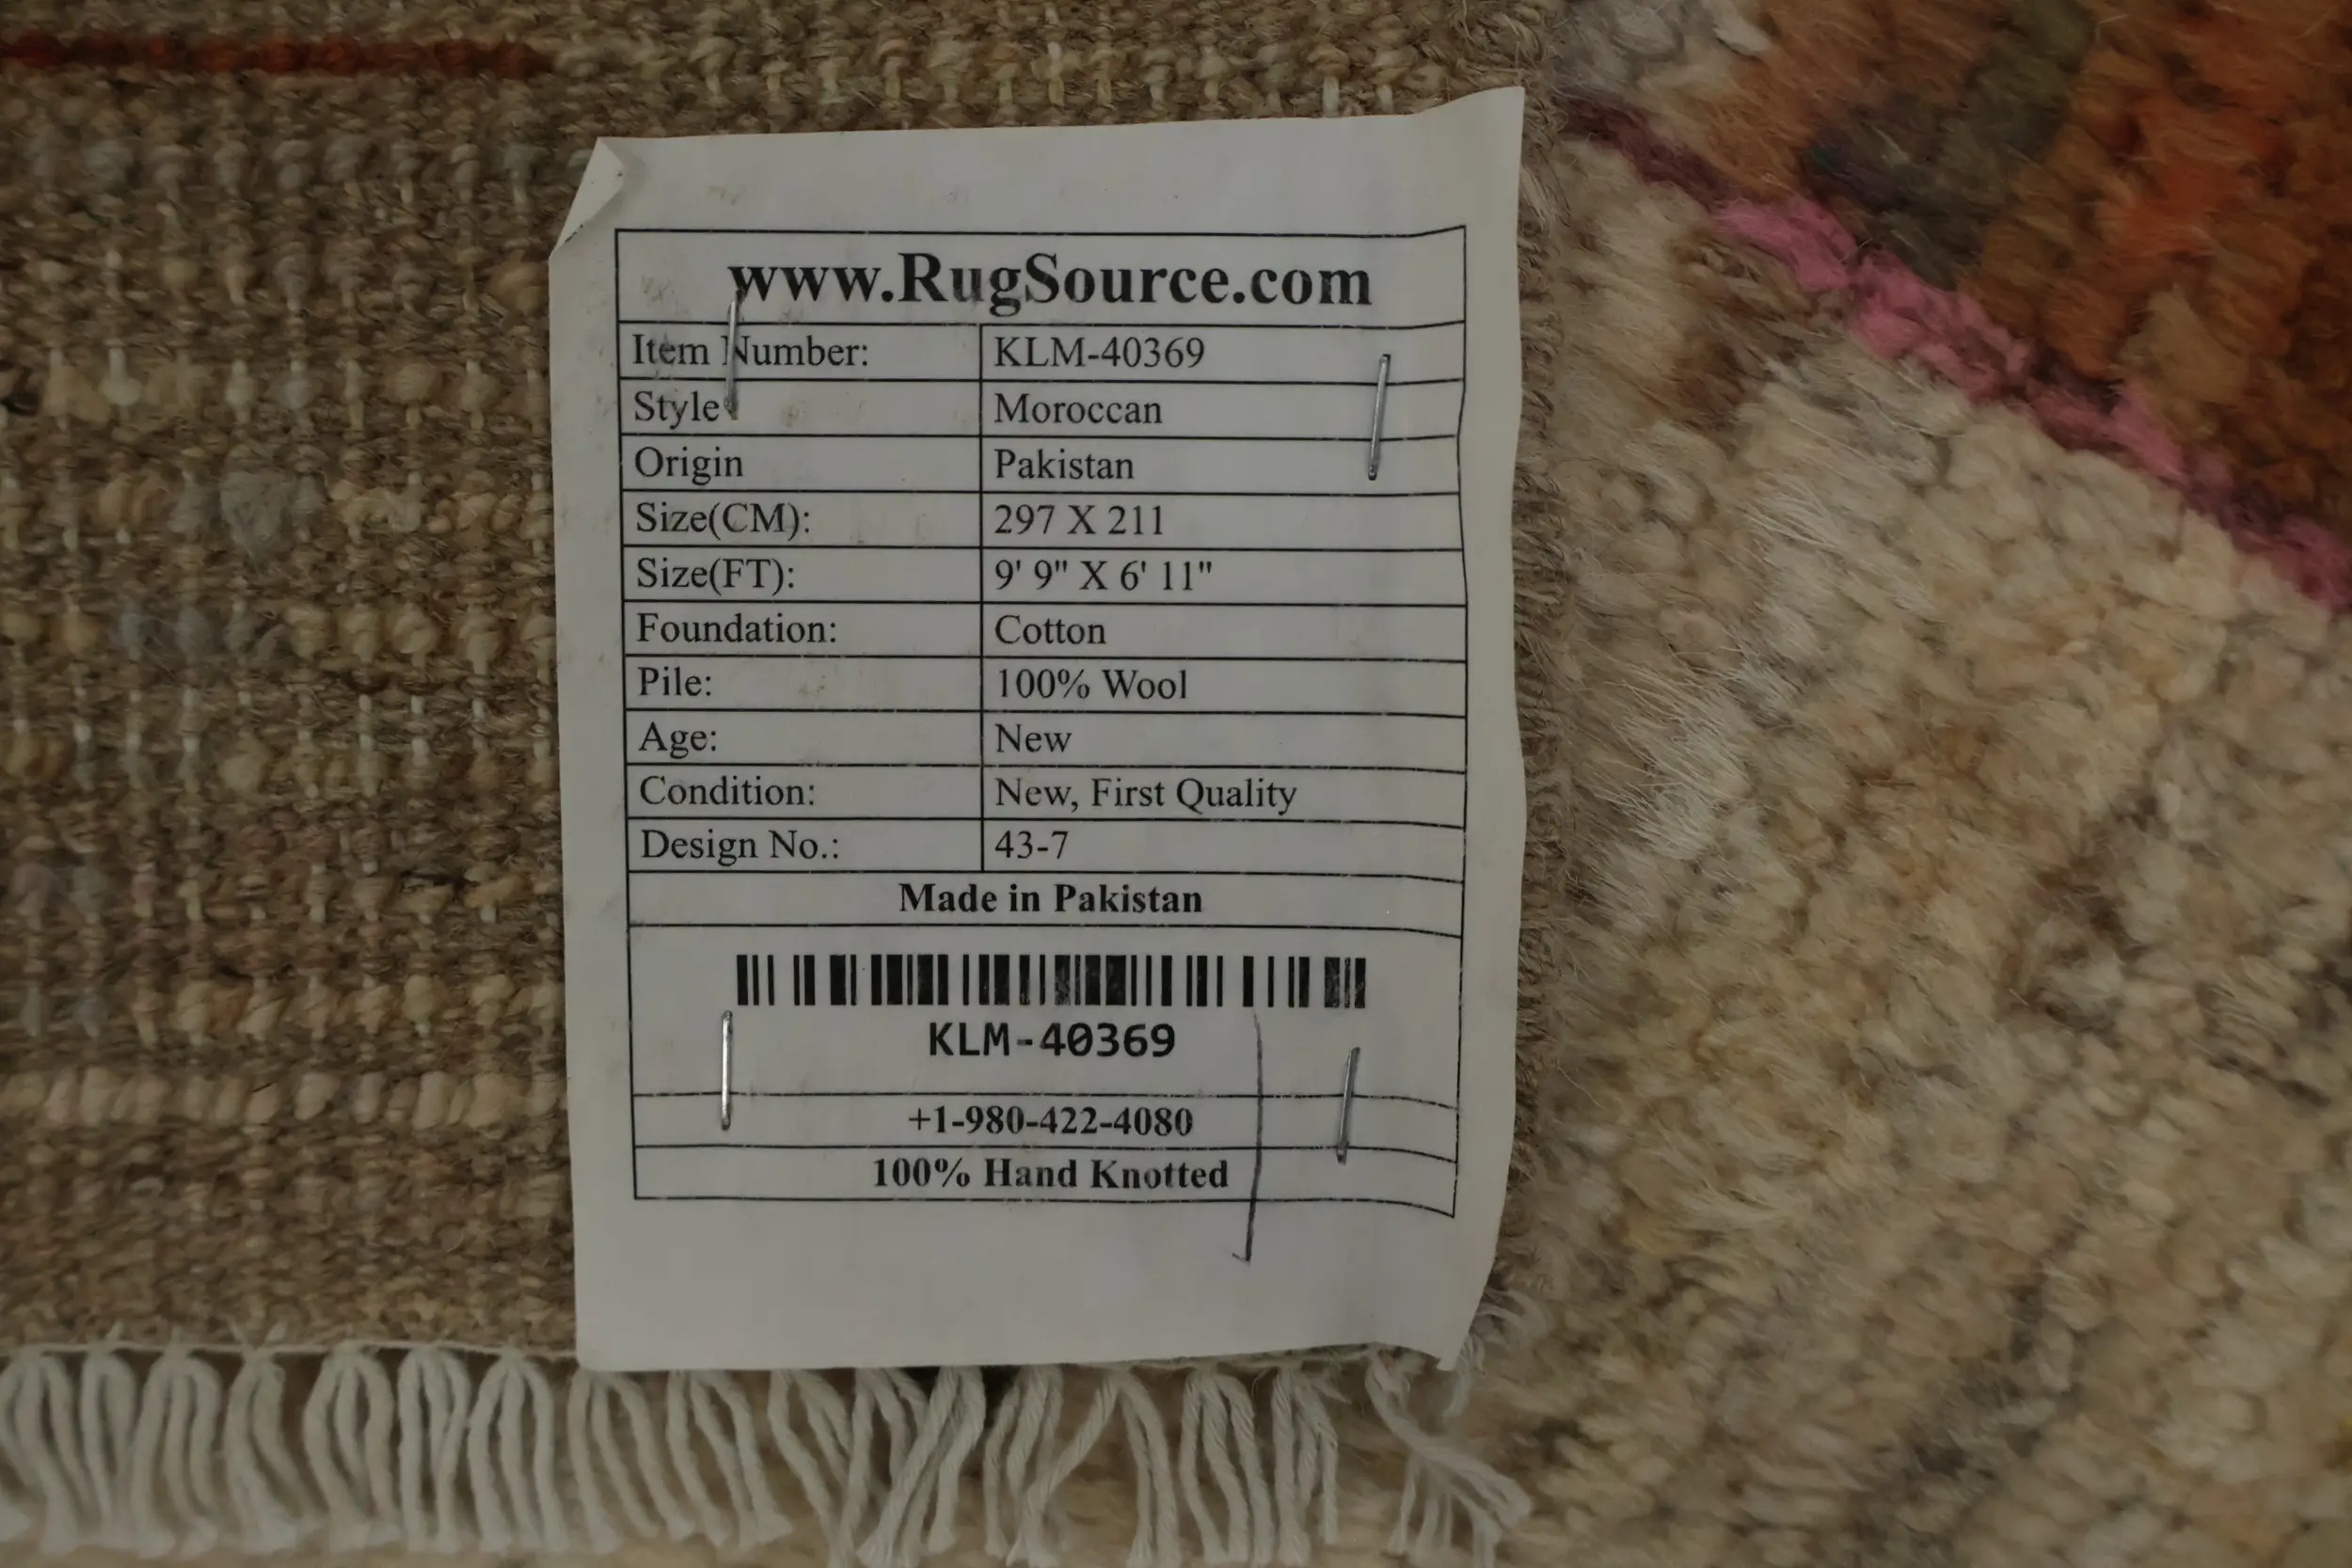 www.RugSource.com
Item Number: KLM-40369
Style Moroccan
Origin Pakistan
Size(CM): 297 X 211
Size(FT): 9' 9" X 6' 11"
Foundation: Cotton
Pile: 100% Wool
Age: New
Condition: New, First Quality
Design No.: 43-7
Made in Pakistan
KLM-40369
+1-980-422-4080
100% Hand Knotted